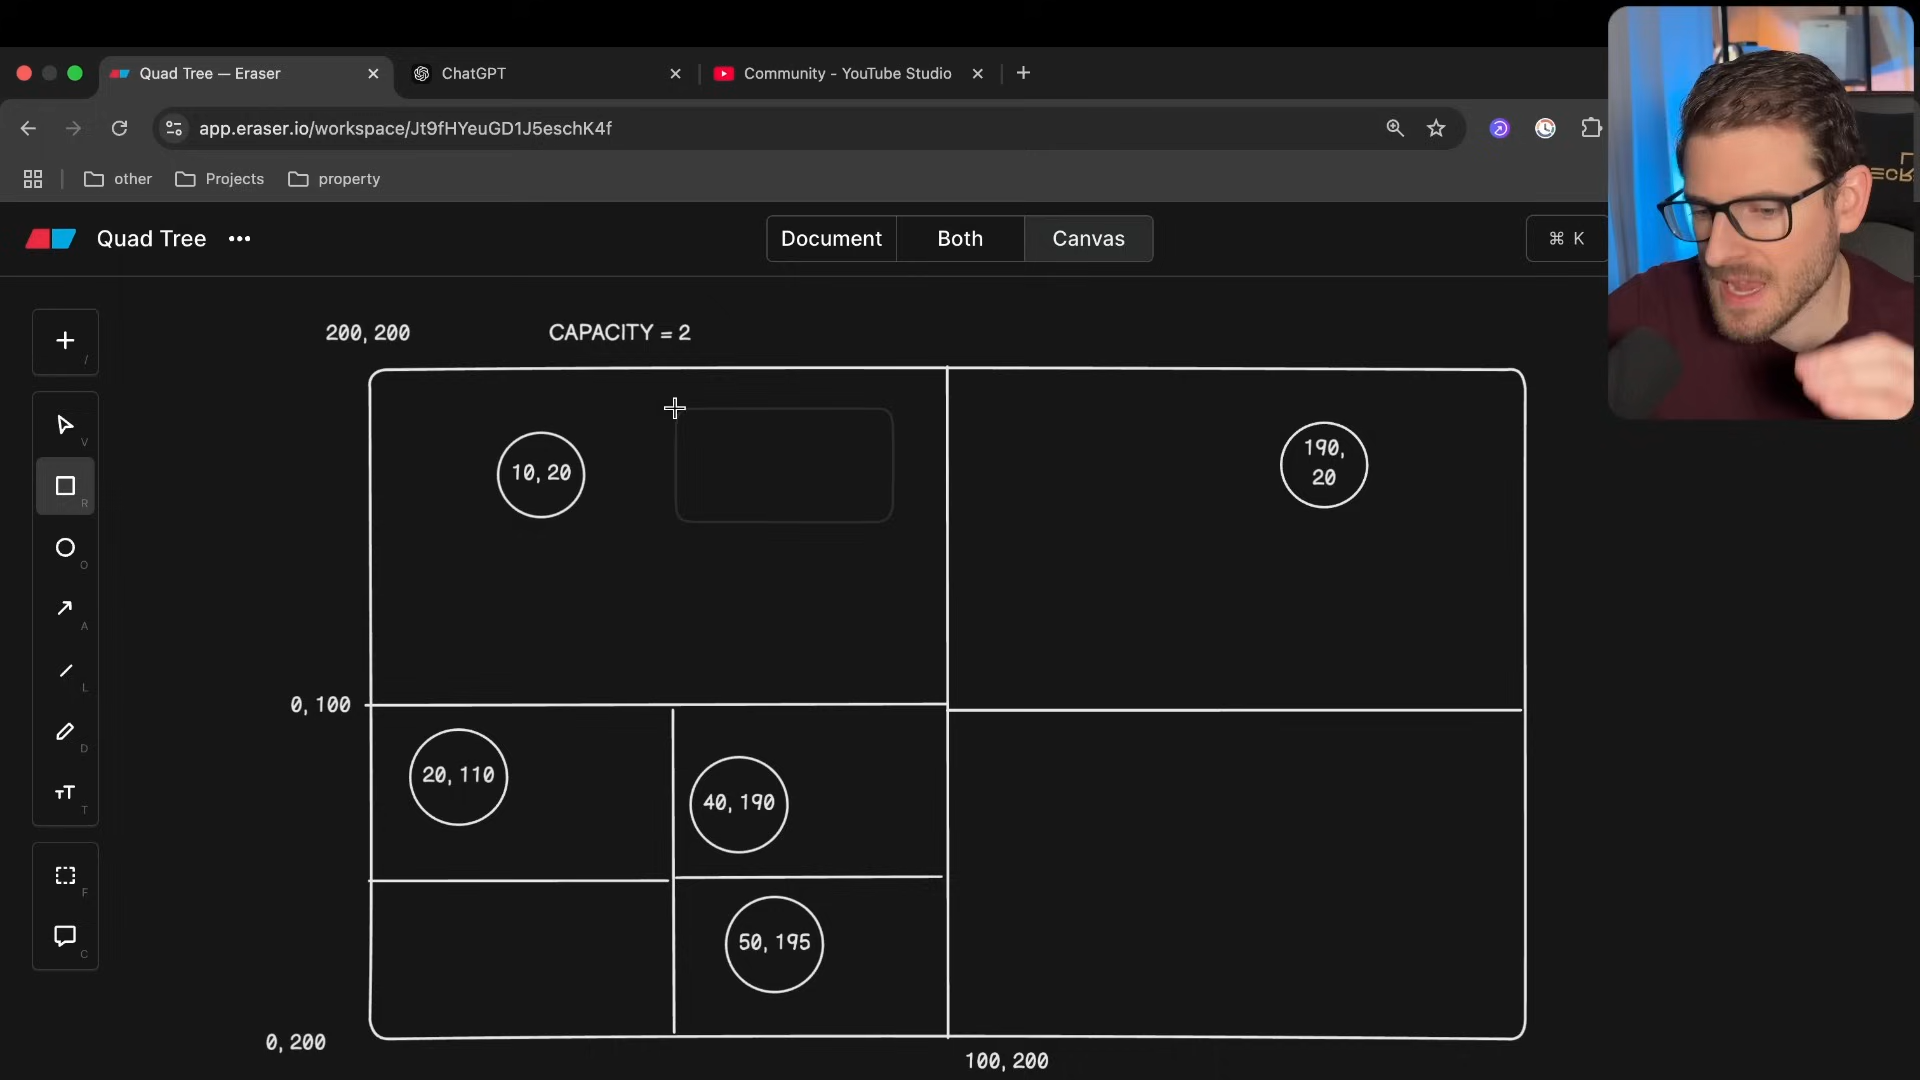 Quad Tree — Eraser
ChatGPT
Community - YouTube Studio
app.eraser.io/workspace/Jt9fHYeuGD1J5eschK4f
other
Projects
property
Quad Tree
Document
Both
Canvas
⌘ K
/
V
R
O
A
L
D
T
F
C
200, 200
CAPACITY = 2
10, 20
190,
20
0, 100
20, 110
40, 190
50, 195
0, 200
100, 200